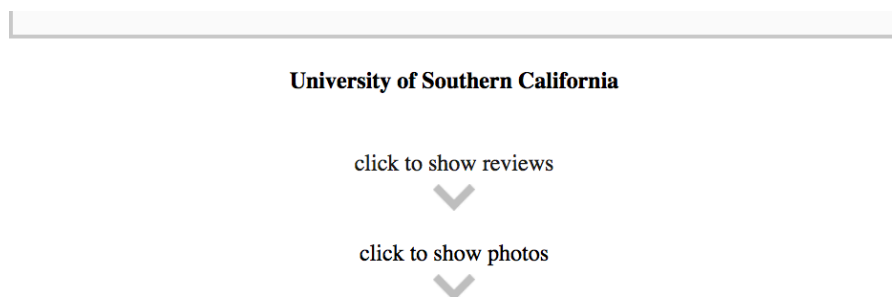 University of Southern California
click to show reviews
click to show photos